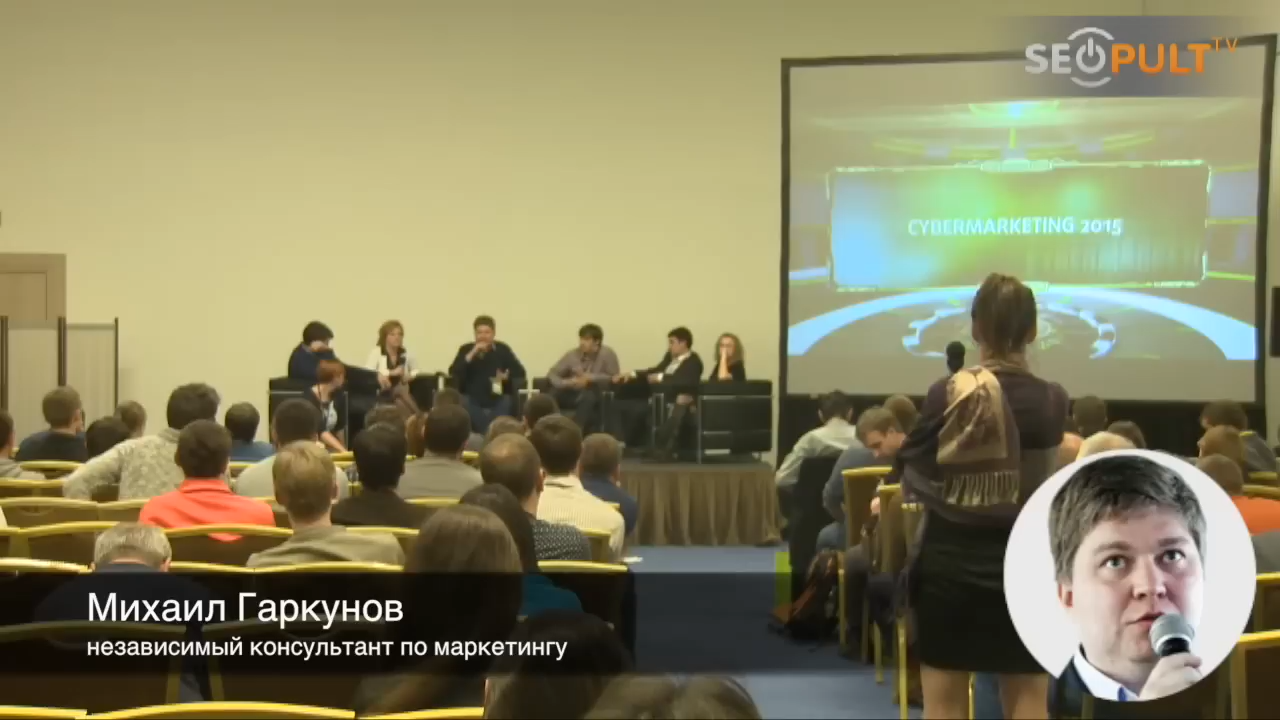 SEOPULT TV
CYBERMARKETING 2015
Михаил Гаркунов
независимый консультант по маркетингу